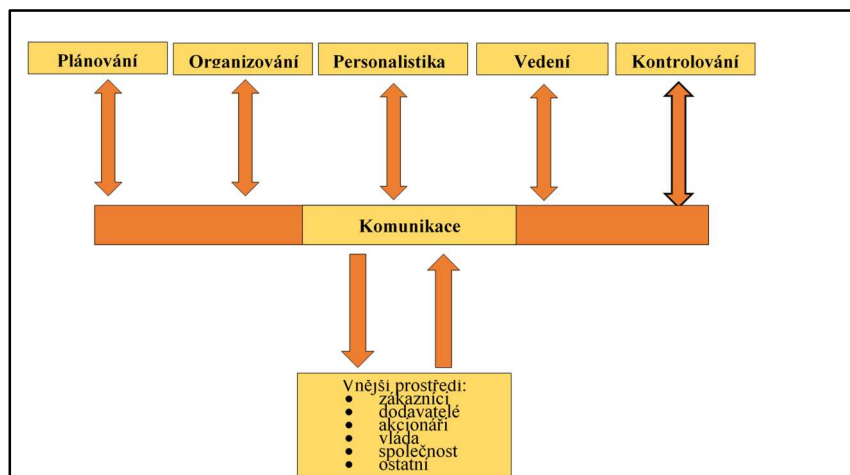 Plánování
Organizování
Personalistika
Vedení
Kontrolování
Komunikace
Vnější prostředí:
● zákazníci
● dodavatelé
● akcionáři
● vláda
● společnost
● ostatní